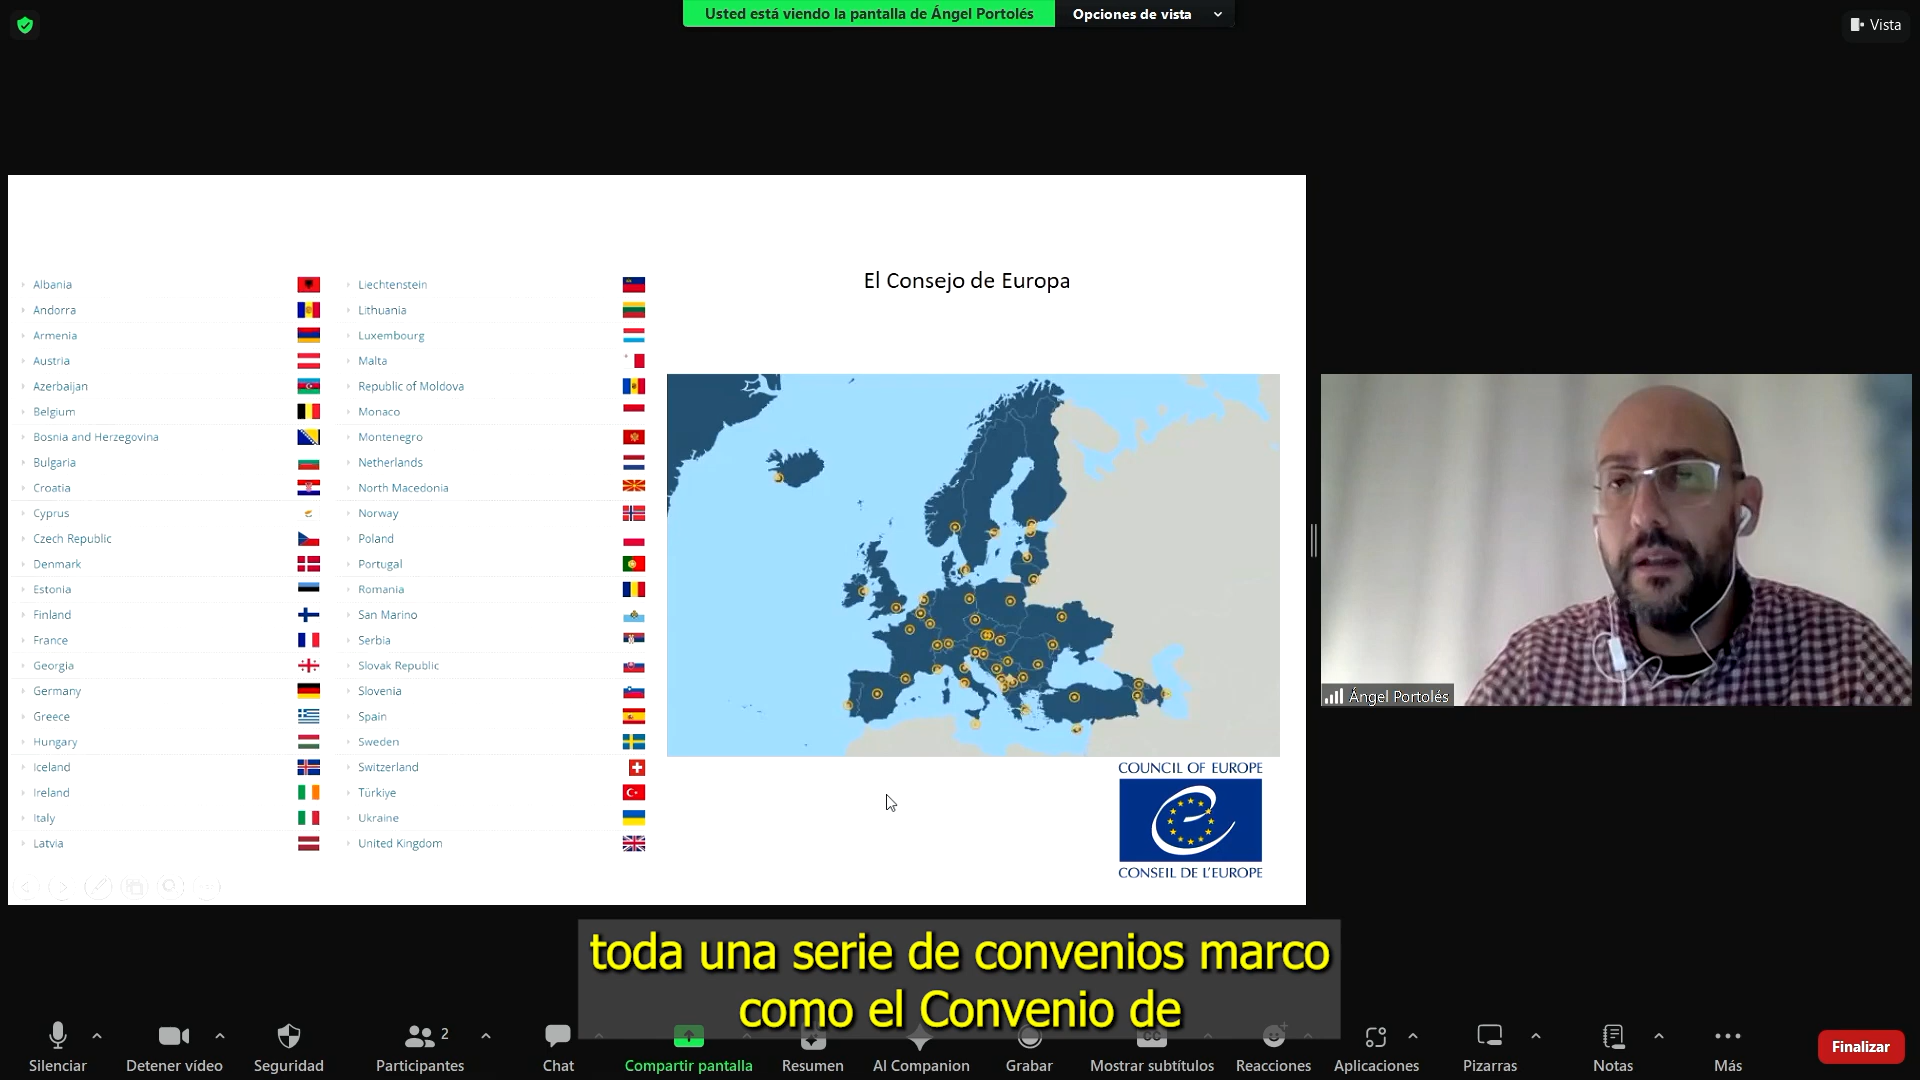 Usted está viendo la pantalla de Ángel Portolés
Opciones de vista
Vista
El Consejo de Europa
Albania
Andorra
Armenia
Austria
Azerbaijan
Belgium
Bosnia and Herzegovina
Bulgaria
Croatia
Cyprus
Czech Republic
Denmark
Estonia
Finland
France
Georgia
Germany
Greece
Hungary
Iceland
Ireland
Italy
Latvia
Liechtenstein
Lithuania
Luxembourg
Malta
Republic of Moldova
Monaco
Montenegro
Netherlands
North Macedonia
Norway
Poland
Portugal
Romania
San Marino
Serbia
Slovak Republic
Slovenia
Spain
Sweden
Switzerland
Türkiye
Ukraine
United Kingdom
COUNCIL OF EUROPE
CONSEIL DE L'EUROPE
Ángel Portolés
toda una serie de convenios marco
como el Convenio de
Silenciar
Detener vídeo
Seguridad
Participantes
2
Chat
Compartir pantalla
Resumen
AI Companion
Grabar
CC
Mostrar subtítulos
Reacciones
Aplicaciones
Pizarras
Notas
Más
Finalizar